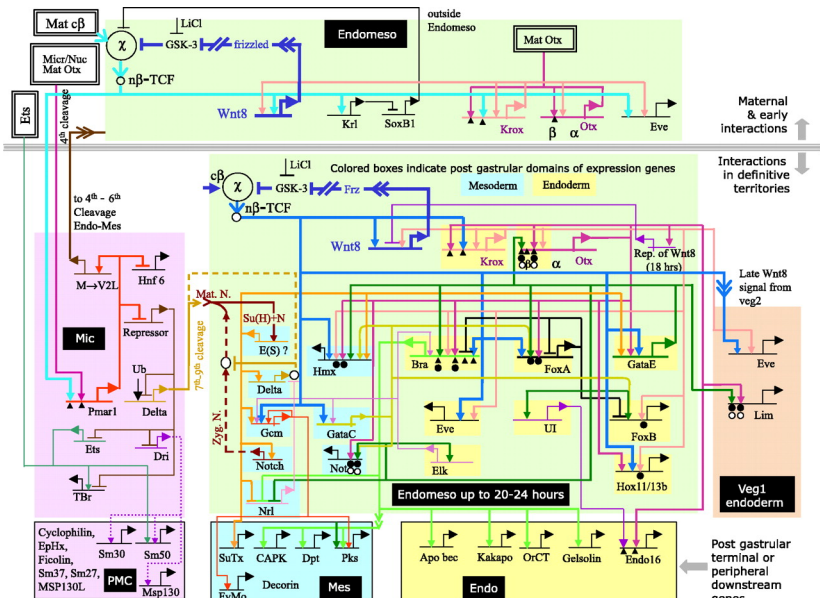 Mat cβ
χ
LiCl
GSK-3
frizzled
Endomeso
outside
Endomeso
Mat Otx
Micr/Nuc
Mat Otx
nβ-TCF
Ets
4th cleavage
Wnt8
Krl
SoxB1
Krox
β
α
Otx
Eve
Maternal
& early
interactions
Interactions
in definitive
territories
cβ
χ
LiCl
GSK-3
Frz
Colored boxes indicate post gastrular domains of expression genes
Mesoderm
Endoderm
nβ-TCF
to 4th - 6th
Cleavage
Endo-Mes
Wnt8
Krox
β
α
Otx
Rep. of Wnt8
(18 hrs)
Late Wnt8
signal from
veg2
M→V2L
Hnf 6
Mic
Repressor
Ub
Pmar1
Delta
Ets
Dri
TBr
7th-9th cleavage
Mat. N.
Su(H)+N
E(S) ?
Zyg. N.
Delta
Gcm
Notch
Nrl
Hmx
GataC
Not
Bra
FoxA
GataE
Eve
UI
FoxB
Elk
Hox11/13b
Eve
Lim
Veg1
endoderm
Endomeso up to 20-24 hours
Cyclophilin,
EpHx,
Ficolin,
Sm37, Sm27,
MSP130L
PMC
Sm30
Sm50
Msp130
SuTx
CAPK
Dpt
Pks
EvMo
Decorin
Mes
Apo bec
Kakapo
OrCT
Gelsolin
Endo16
Endo
Post gastrular
terminal or
peripheral
downstream
genes